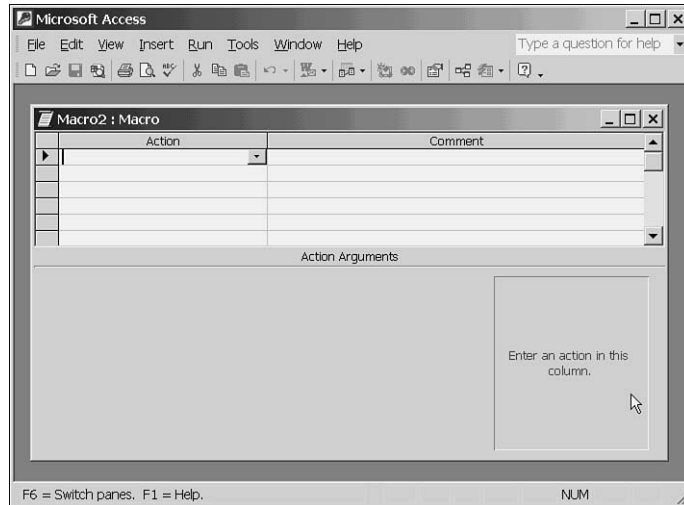 Microsoft Access
File Edit View Insert Run Tools Window Help Type a question for help
Macro2 : Macro
Action Comment
Action Arguments
Enter an action in this
column.
F6 = Switch panes. F1 = Help. NUM